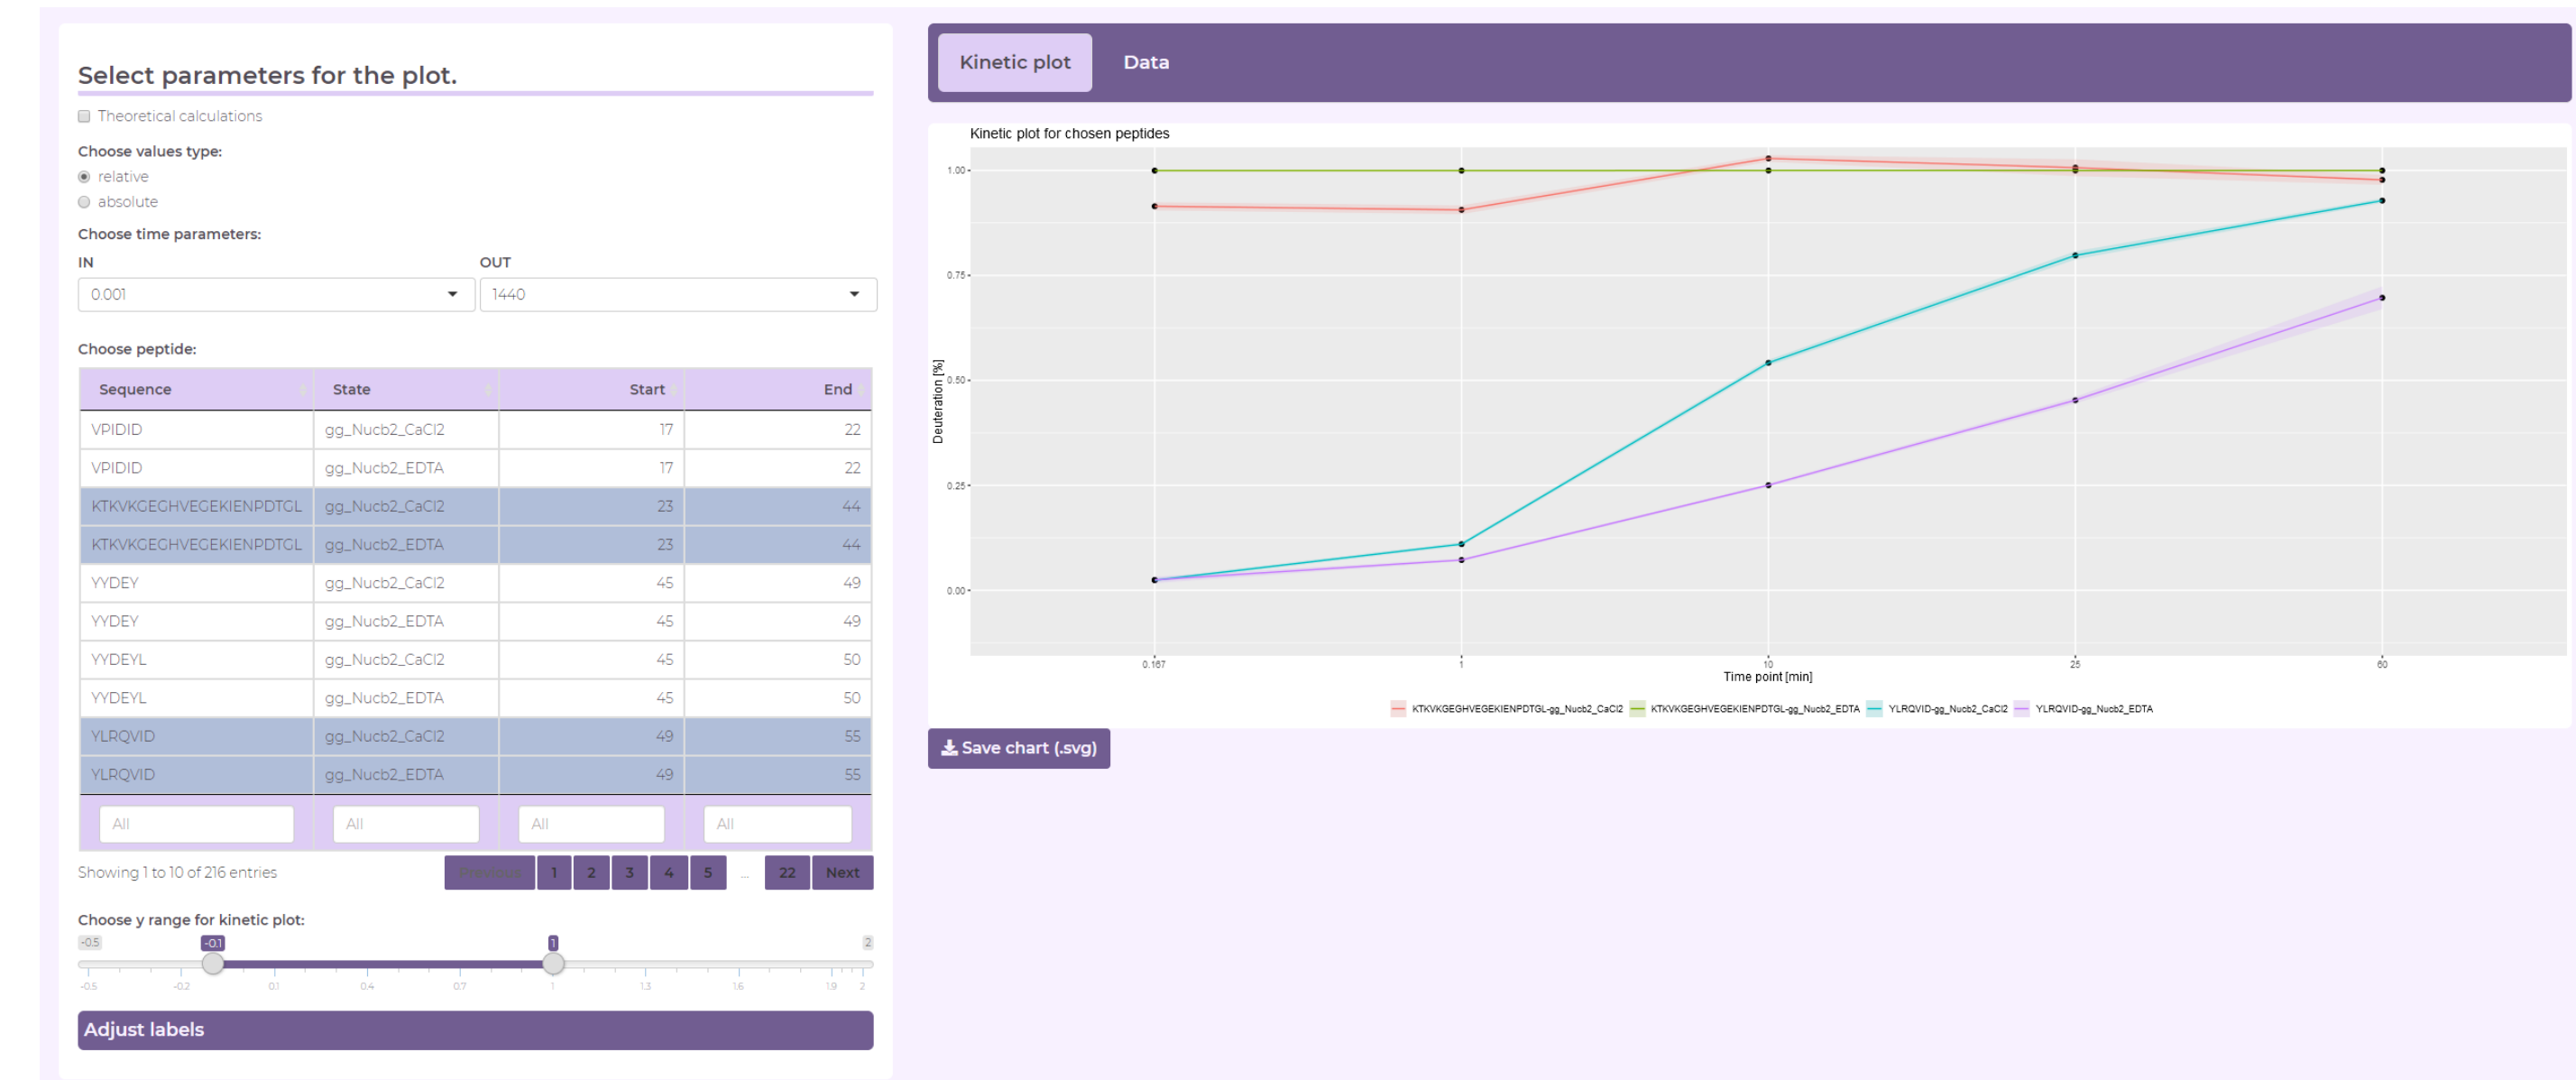 Select parameters for the plot.
Theoretical calculations
Choose values type:
relative
absolute
Choose time parameters:
IN OUT
0.001 1440
Choose peptide:
Sequence State Start End
VPIDID gg_Nucb2_CaCl2 17 22
VPIDID gg_Nucb2_EDTA 17 22
KTKVKGEGHVEGEKIENPDTGL gg_Nucb2_CaCl2 23 44
KTKVKGEGHVEGEKIENPDTGL gg_Nucb2_EDTA 23 44
YYDEY gg_Nucb2_CaCl2 45 49
YYDEY gg_Nucb2_EDTA 45 49
YYDEYL gg_Nucb2_CaCl2 45 50
YYDEYL gg_Nucb2_EDTA 45 50
YLRQVID gg_Nucb2_CaCl2 49 55
YLRQVID gg_Nucb2_EDTA 49 55
All All All All
Showing 1 to 10 of 216 entries
Previous 1 2 3 4 5 ... 22 Next
Choose y range for kinetic plot:
-0.5 -0.1 1 2
-0.5 -0.2 0.1 0.4 0.7 1 1.3 1.6 1.9 2
Adjust labels
Kinetic plot Data
Kinetic plot for chosen peptides
1.00
0.75
0.50
0.25
0.00
Deuteration [%]
0.167 1 10 25 60
Time point [min]
KTKVKGEGHVEGEKIENPDTGL-gg_Nucb2_CaCl2 KTKVKGEGHVEGEKIENPDTGL-gg_Nucb2_EDTA YLRQVID-gg_Nucb2_CaCl2 YLRQVID-gg_Nucb2_EDTA
Save chart (.svg)